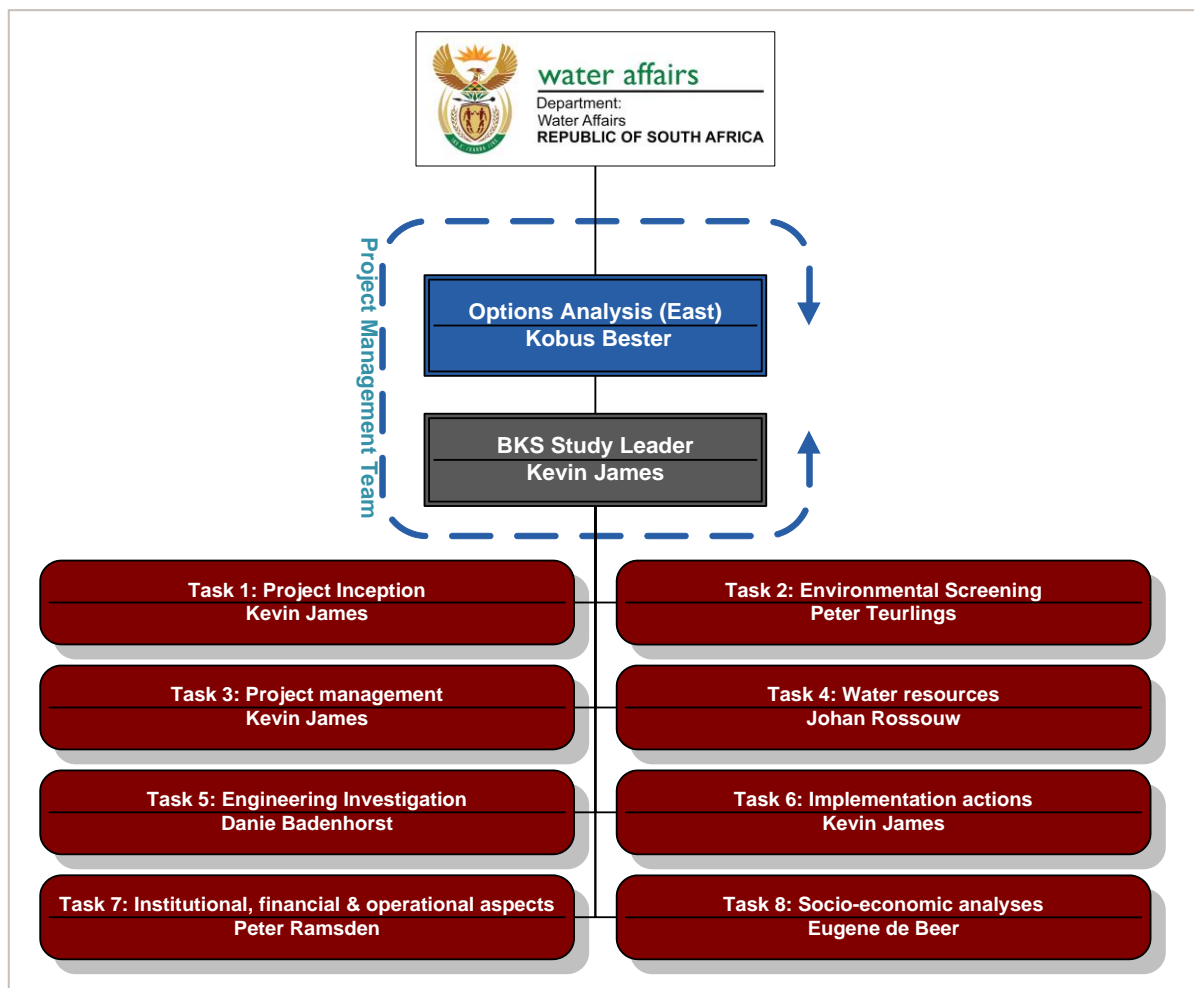 water affairs
Department:
Water Affairs
REPUBLIC OF SOUTH AFRICA
Project Management Team
Options Analysis (East)
Kobus Bester
BKS Study Leader
Kevin James
Task 1: Project Inception
Kevin James
Task 2: Environmental Screening
Peter Teurlings
Task 3: Project management
Kevin James
Task 4: Water resources
Johan Rossouw
Task 5: Engineering Investigation
Danie Badenhorst
Task 6: Implementation actions
Kevin James
Task 7: Institutional, financial & operational aspects
Peter Ramsden
Task 8: Socio-economic analyses
Eugene de Beer